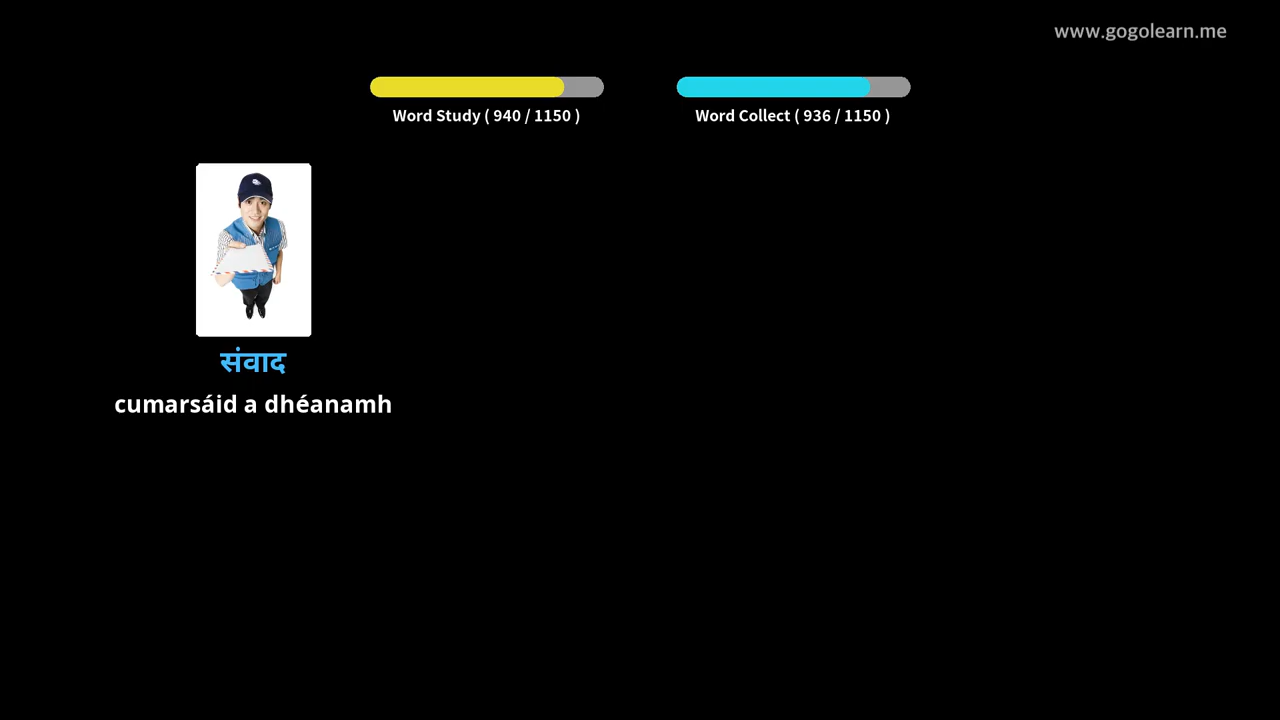 www.gogolearn.me
Word Study ( 940 / 1150 )
Word Collect ( 936 / 1150 )
संवाद
cumarsáid a dhéanamh